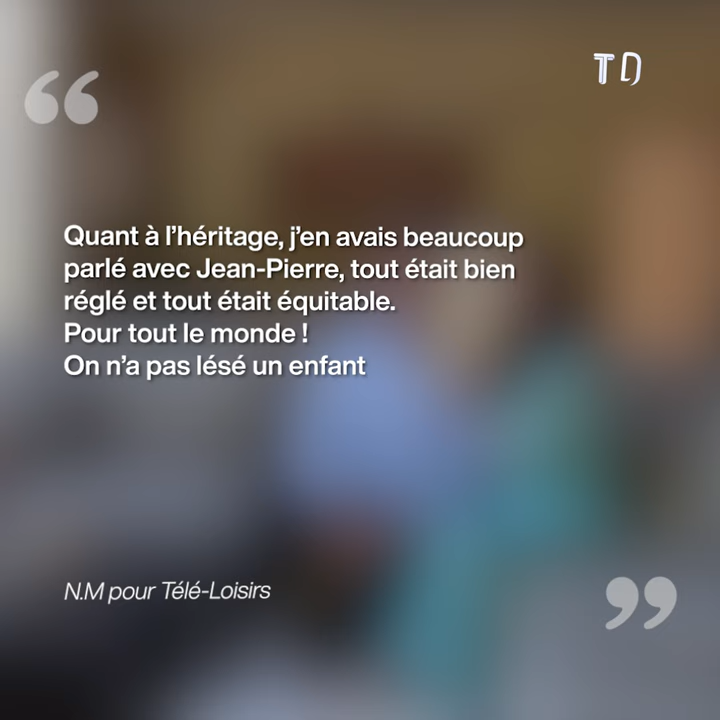 TD
Quant à l’héritage, j’en avais beaucoup
parlé avec Jean-Pierre, tout était bien
réglé et tout était équitable.
Pour tout le monde !
On n’a pas lésé un enfant
N.M pour Télé-Loisirs